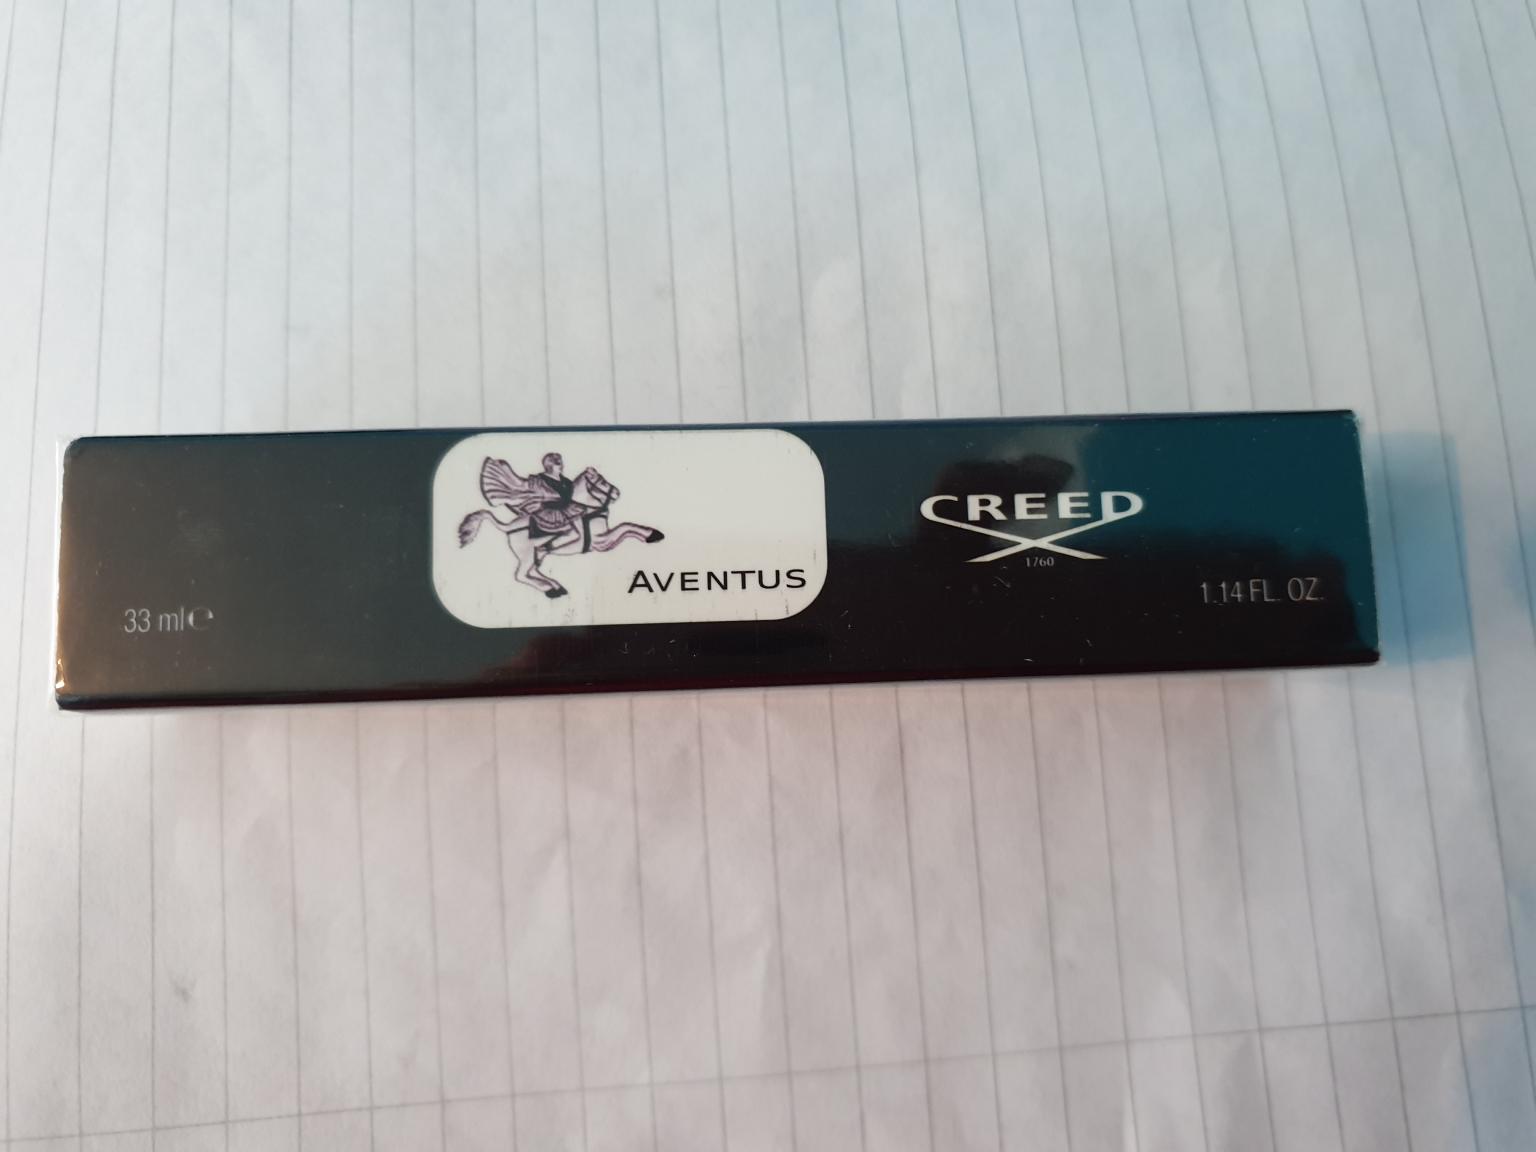 33 ml℮
AVENTUS
CREED
1760
1.14 FL. OZ.